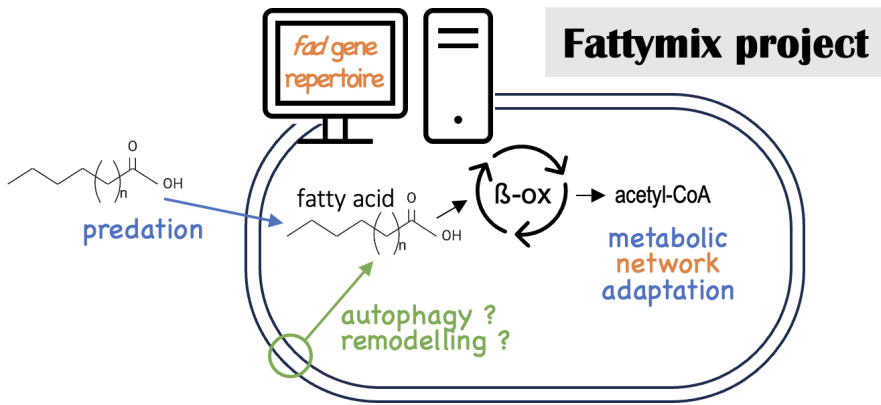 Fattymix project
fad gene
repertoire
O
OH
n
predation
fatty acid
O
OH
n
ß-ox
acetyl-CoA
metabolic
network
adaptation
autophagy ?
remodelling ?